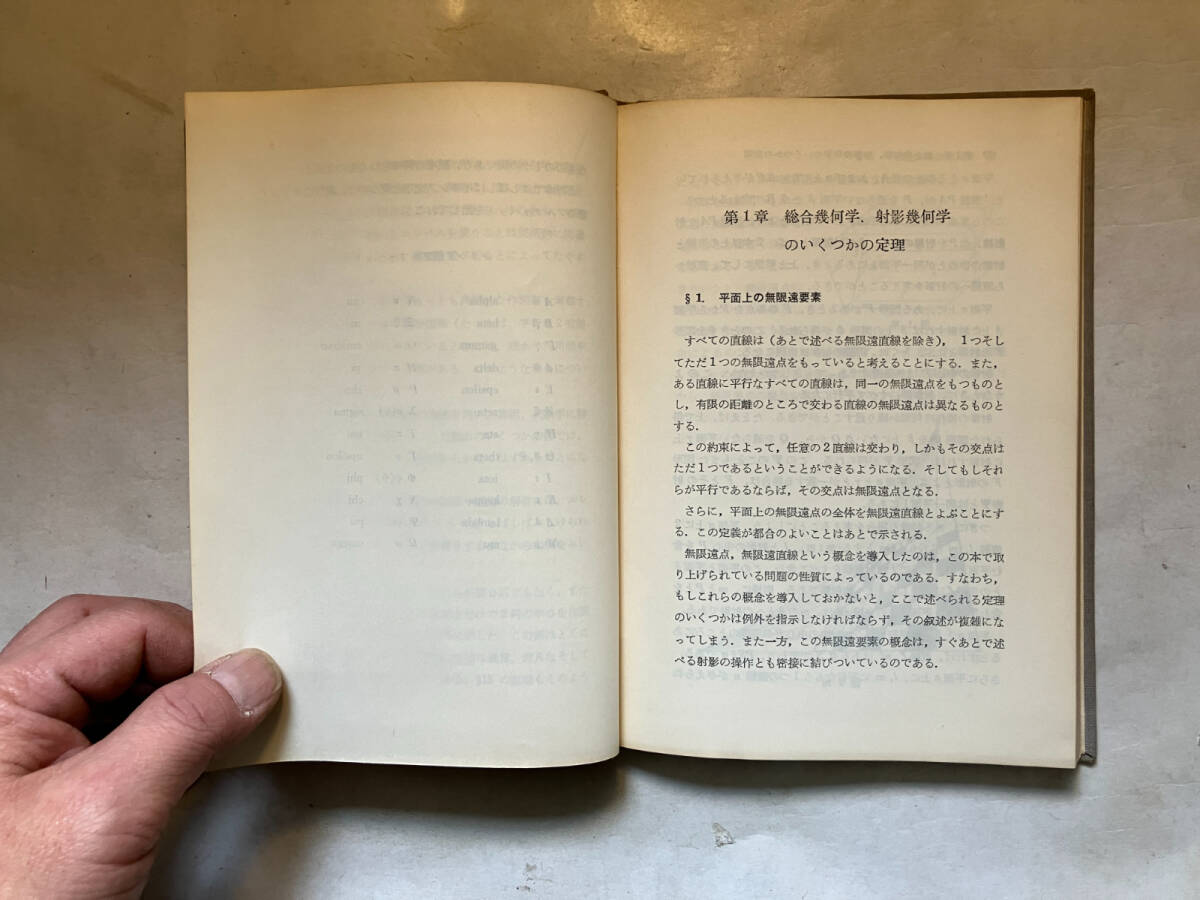 第1章 総合幾何学,射影幾何学
のいくつかの定理
§1. 平面上の無限遠要素
すべての直線は(あとで述べる無限遠直線を除き),1つそし
てただ1つの無限遠点をもっていると考えることにする.また,
ある直線に平行なすべての直線は,同一の無限遠点をもつものと
し,有限の距離のところで交わる直線の無限遠点は異なるものと
する.
この約束によって,任意の2直線は交わり,しかもその交点は
ただ1つであるということができるようになる.そしてもしそれ
らが平行であるならば,その交点は無限遠点となる.
さらに,平面上の無限遠点の全体を無限遠直線とよぶことにす
る.この定義が都合のよいことはあとで示される.
無限遠点,無限遠直線という概念を導入したのは,この本で取
り上げられている問題の性質によっているのである.すなわち,
もしこれらの概念を導入しておかないと,ここで述べられる定理
のいくつかは例外を指示しなければならず,その叙述が複雑にな
ってしまう.また一方,この無限遠要素の概念は,すぐあとで述
べる射影の操作とも密接に結びついているのである.